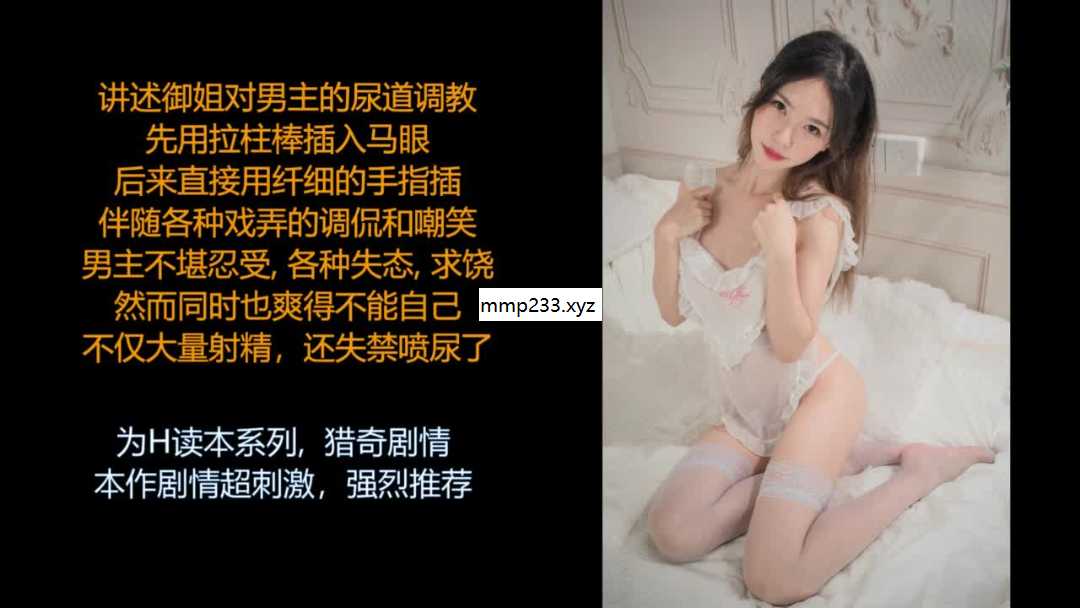 讲述御姐对男主的尿道调教
先用拉柱棒插入马眼
后来直接用纤细的手指插
伴随各种戏弄的调侃和嘲笑
男主不堪忍受, 各种失态, 求饶
然而同时也爽得不能自己
mmp233.xyz
不仅大量射精，还失禁喷尿了
为H读本系列，猎奇剧情
本作剧情超刺激，强烈推荐